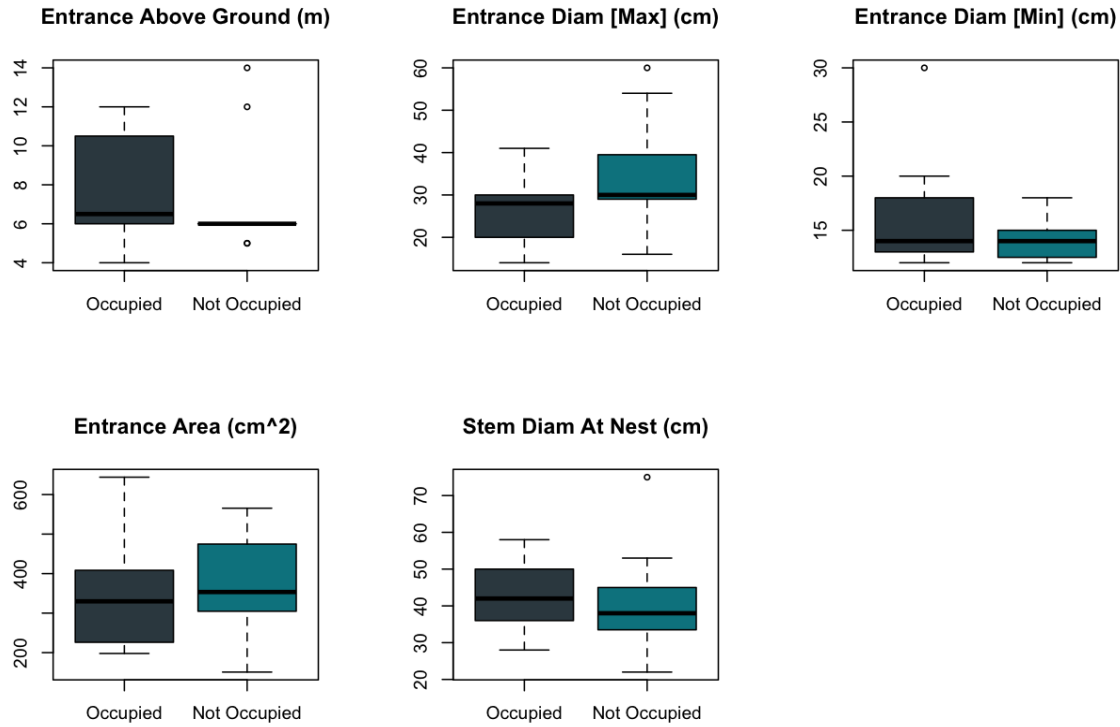 Entrance Above Ground (m)
14
12
10
8
6
4
Occupied Not Occupied
Entrance Diam [Max] (cm)
60
50
40
30
20
Occupied Not Occupied
Entrance Diam [Min] (cm)
30
25
20
15
Occupied Not Occupied
Entrance Area (cm^2)
600
400
200
Occupied Not Occupied
Stem Diam At Nest (cm)
70
60
50
40
30
20
Occupied Not Occupied